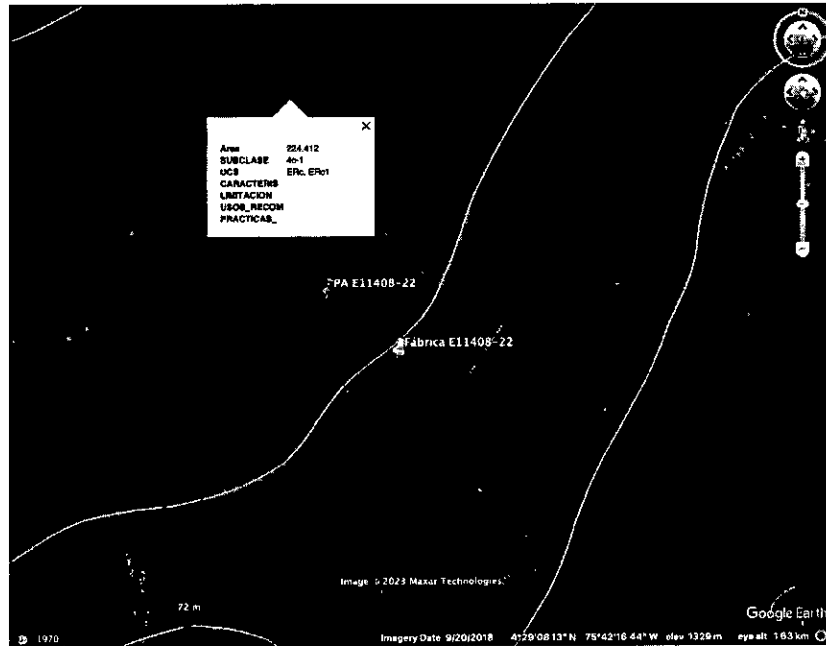 N
×
Area 224.412
SUBCLASE 4c-1
UCS ERc, ERc1
CARACTERIS
LIMITACION
USOS_RECOM
PRACTICAS_
PA E11408-22
Fábrica E11408-22
Image © 2023 Maxar Technologies
72 m
Google Earth
1970
Imagery Date 9/20/2018 4°29'08 13" N 75°42'16 44" W elev 1329 m eye alt 1 63 km